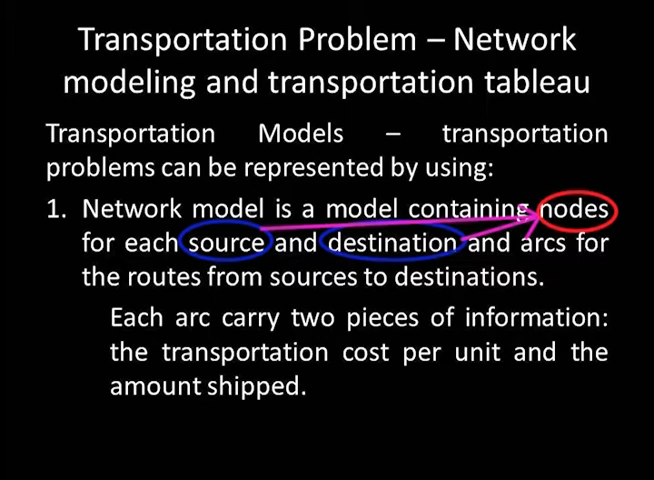 Transportation Problem – Network
modeling and transportation tableau
Transportation Models – transportation
problems can be represented by using:
1. Network model is a model containing nodes
for each source and destination and arcs for
the routes from sources to destinations.
Each arc carry two pieces of information:
the transportation cost per unit and the
amount shipped.